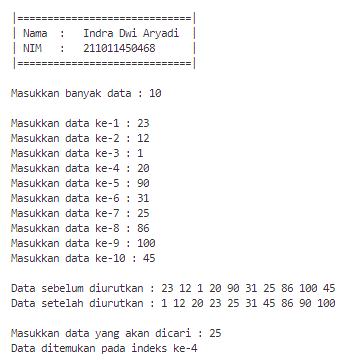 |=============================|
| Nama  :   Indra Dwi Aryadi  |
| NIM   :   211011450468      |
|=============================|
Masukkan banyak data : 10
Masukkan data ke-1 : 23
Masukkan data ke-2 : 12
Masukkan data ke-3 : 1
Masukkan data ke-4 : 20
Masukkan data ke-5 : 90
Masukkan data ke-6 : 31
Masukkan data ke-7 : 25
Masukkan data ke-8 : 86
Masukkan data ke-9 : 100
Masukkan data ke-10 : 45
Data sebelum diurutkan : 23 12 1 20 90 31 25 86 100 45
Data setelah diurutkan : 1 12 20 23 25 31 45 86 90 100
Masukkan data yang akan dicari : 25
Data ditemukan pada indeks ke-4